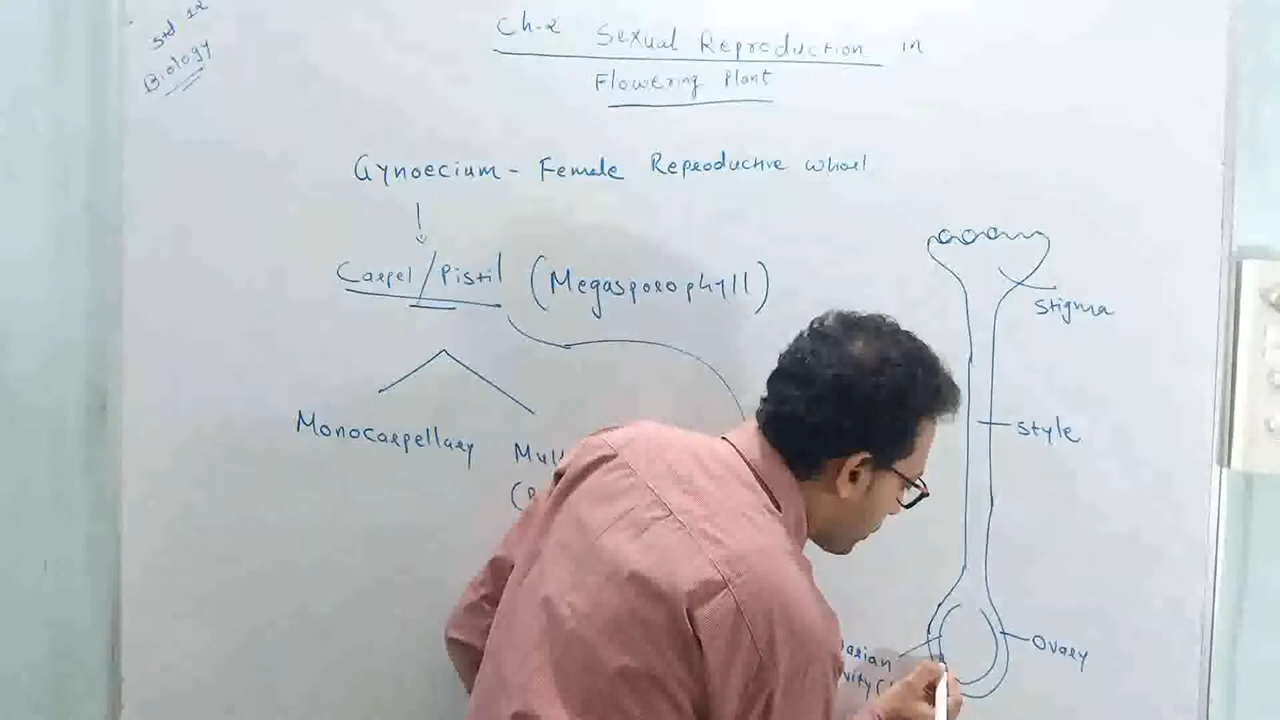 Std 12
Biology
Ch-2 Sexual Reproduction in
Flowering Plant
Gynoecium - Female Reproductive whorl
Carpel/Pistil (Megasporophyll)
Stigma
Monocarpellary
Style
Ovary